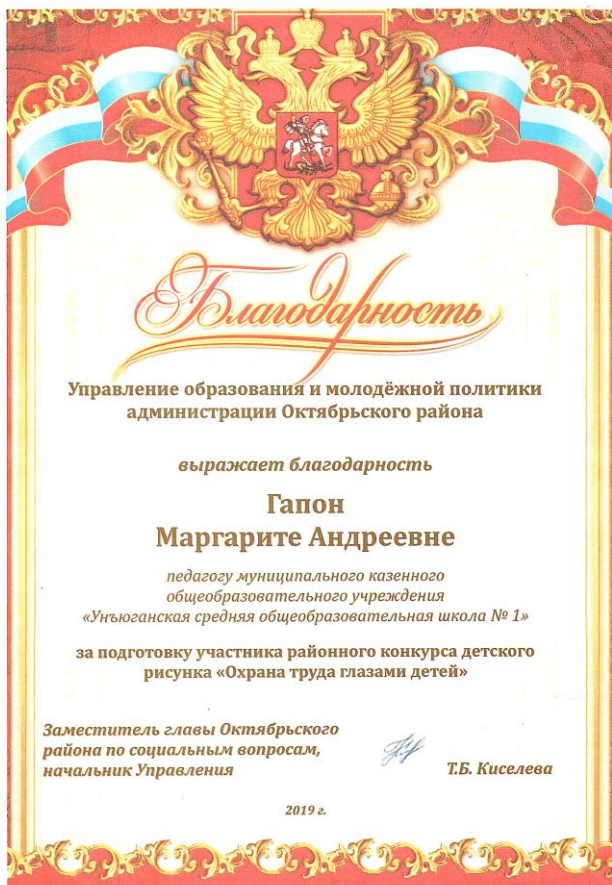 Благодарность
Управление образования и молодёжной политики
администрации Октябрьского района
выражает благодарность
Гапон
Маргарите Андреевне
педагогу муниципального казенного
общеобразовательного учреждения
«Унъюганская средняя общеобразовательная школа № 1»
за подготовку участника районного конкурса детского
рисунка «Охрана труда глазами детей»
Заместитель главы Октябрьского
района по социальным вопросам,
начальник Управления
Т.Б. Киселева
2019 г.